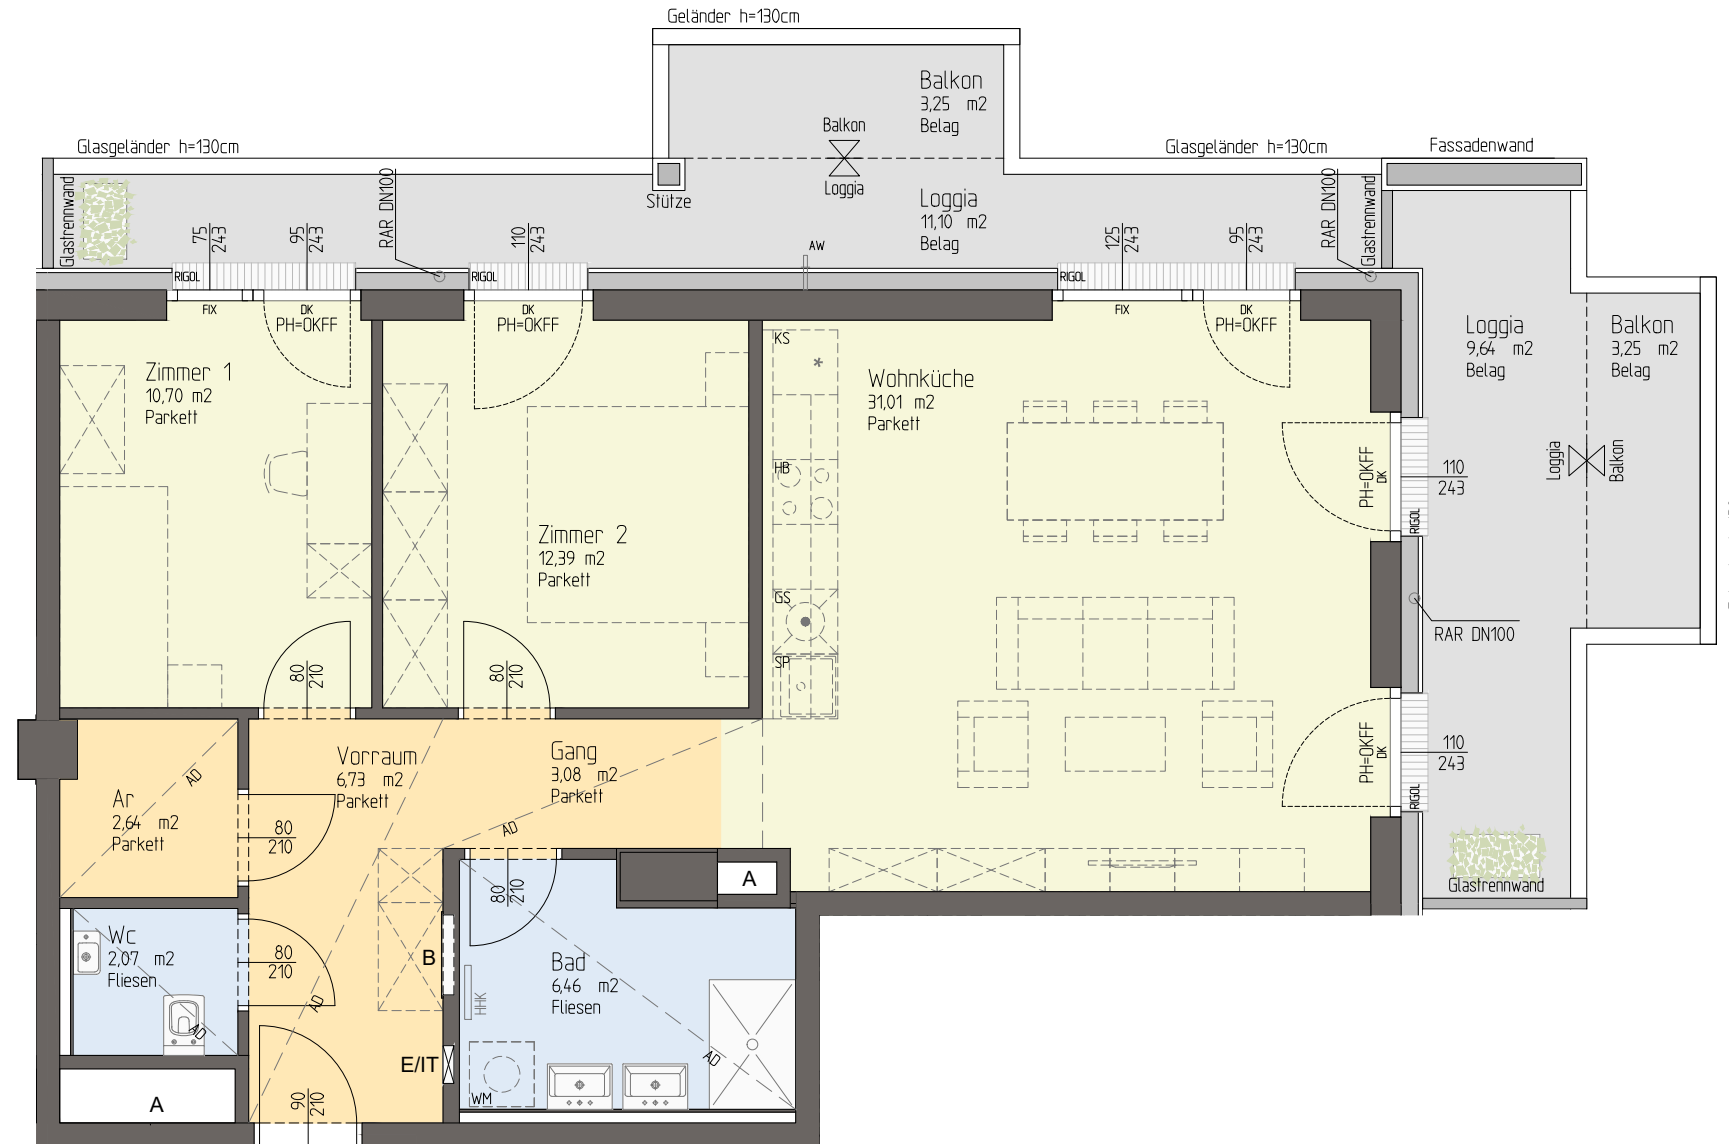 Geländer h=130cm
Balkon
3,25 m2
Belag
Balkon
Loggia
Glasgeländer h=130cm
Glasgeländer h=130cm
Fassadenwand
Glastrennwand
75
243
95
243
RAR DN100
110
243
Stütze
AW
Loggia
11,10 m2
Belag
125
243
95
243
RAR DN100
Glastrennwand
RIGOL
RIGOL
RIGOL
FIX
DK
PH=OKFF
DK
PH=OKFF
FIX
DK
PH=OKFF
Zimmer 1
10,70 m2
Parkett
Zimmer 2
12,39 m2
Parkett
KS
*
HB
GS
SP
Wohnküche
31,01 m2
Parkett
Loggia
9,64 m2
Belag
Balkon
3,25 m2
Belag
Loggia
Balkon
PH=OKFF
DK
110
243
RIGOL
RAR DN100
PH=OKFF
DK
110
243
RIGOL
Glastrennwand
80
210
80
210
Vorraum
6,73 m2
Parkett
Gang
3,08 m2
Parkett
AD
Ar
2,64 m2
Parkett
AD
80
210
80
210
A
Wc
2,07 m2
Fliesen
AD
80
210
AD
B
HHK
Bad
6,46 m2
Fliesen
AD
E/IT
WM
A
90
210